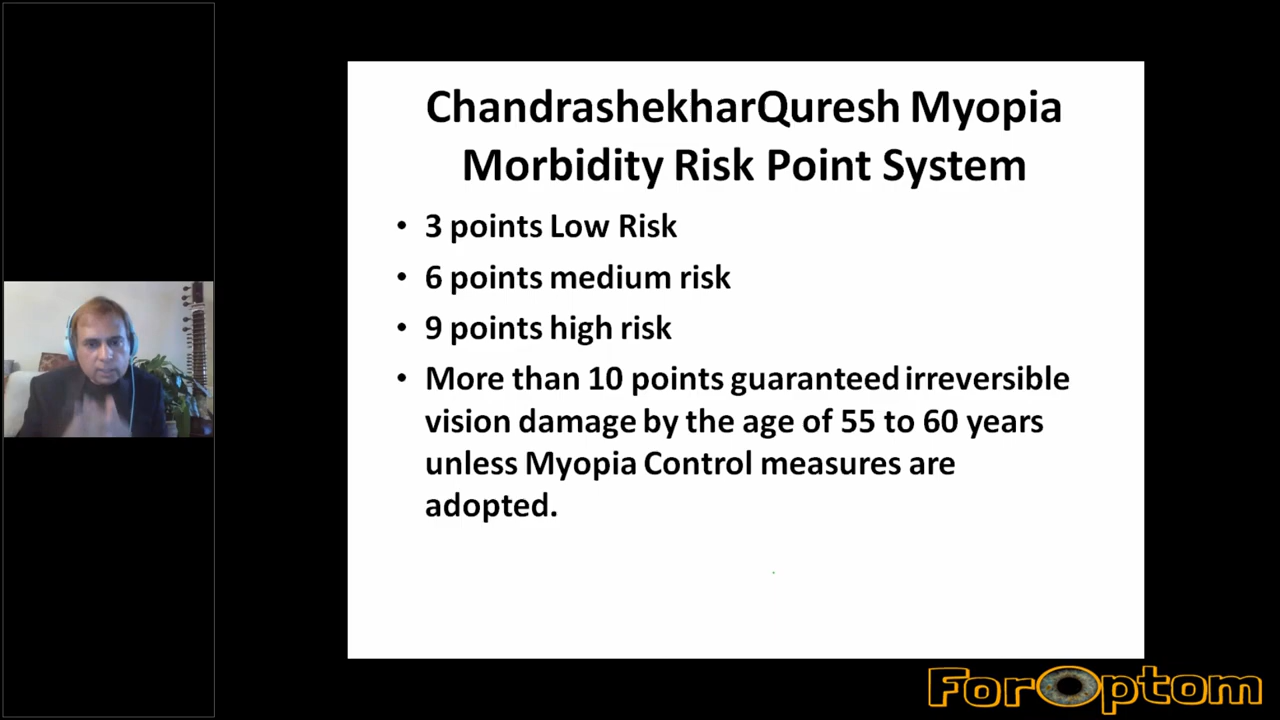 ChandrashekharQuresh Myopia
Morbidity Risk Point System
• 3 points Low Risk
• 6 points medium risk
• 9 points high risk
• More than 10 points guaranteed irreversible
vision damage by the age of 55 to 60 years
unless Myopia Control measures are
adopted.
ForOptom